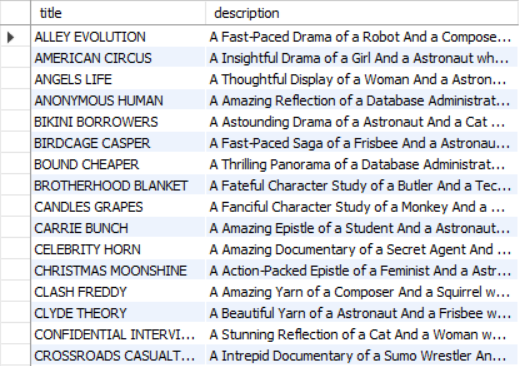 title description
ALLEY EVOLUTION A Fast-Paced Drama of a Robot And a Compose...
AMERICAN CIRCUS A Insightful Drama of a Girl And a Astronaut wh...
ANGELS LIFE A Thoughtful Display of a Woman And a Astron...
ANONYMOUS HUMAN A Amazing Reflection of a Database Administrat...
BIKINI BORROWERS A Astounding Drama of a Astronaut And a Cat ...
BIRDCAGE CASPER A Fast-Paced Saga of a Frisbee And a Astronau...
BOUND CHEAPER A Thrilling Panorama of a Database Administrat...
BROTHERHOOD BLANKET A Fateful Character Study of a Butler And a Tec...
CANDLES GRAPES A Fanciful Character Study of a Monkey And a ...
CARRIE BUNCH A Amazing Epistle of a Student And a Astronaut...
CELEBRITY HORN A Amazing Documentary of a Secret Agent And ...
CHRISTMAS MOONSHINE A Action-Packed Epistle of a Feminist And a Astr...
CLASH FREDDY A Amazing Yarn of a Composer And a Squirrel w...
CLYDE THEORY A Beautiful Yarn of a Astronaut And a Frisbee w...
CONFIDENTIAL INTERVI... A Stunning Reflection of a Cat And a Woman w...
CROSSROADS CASUALT... A Intrepid Documentary of a Sumo Wrestler An...